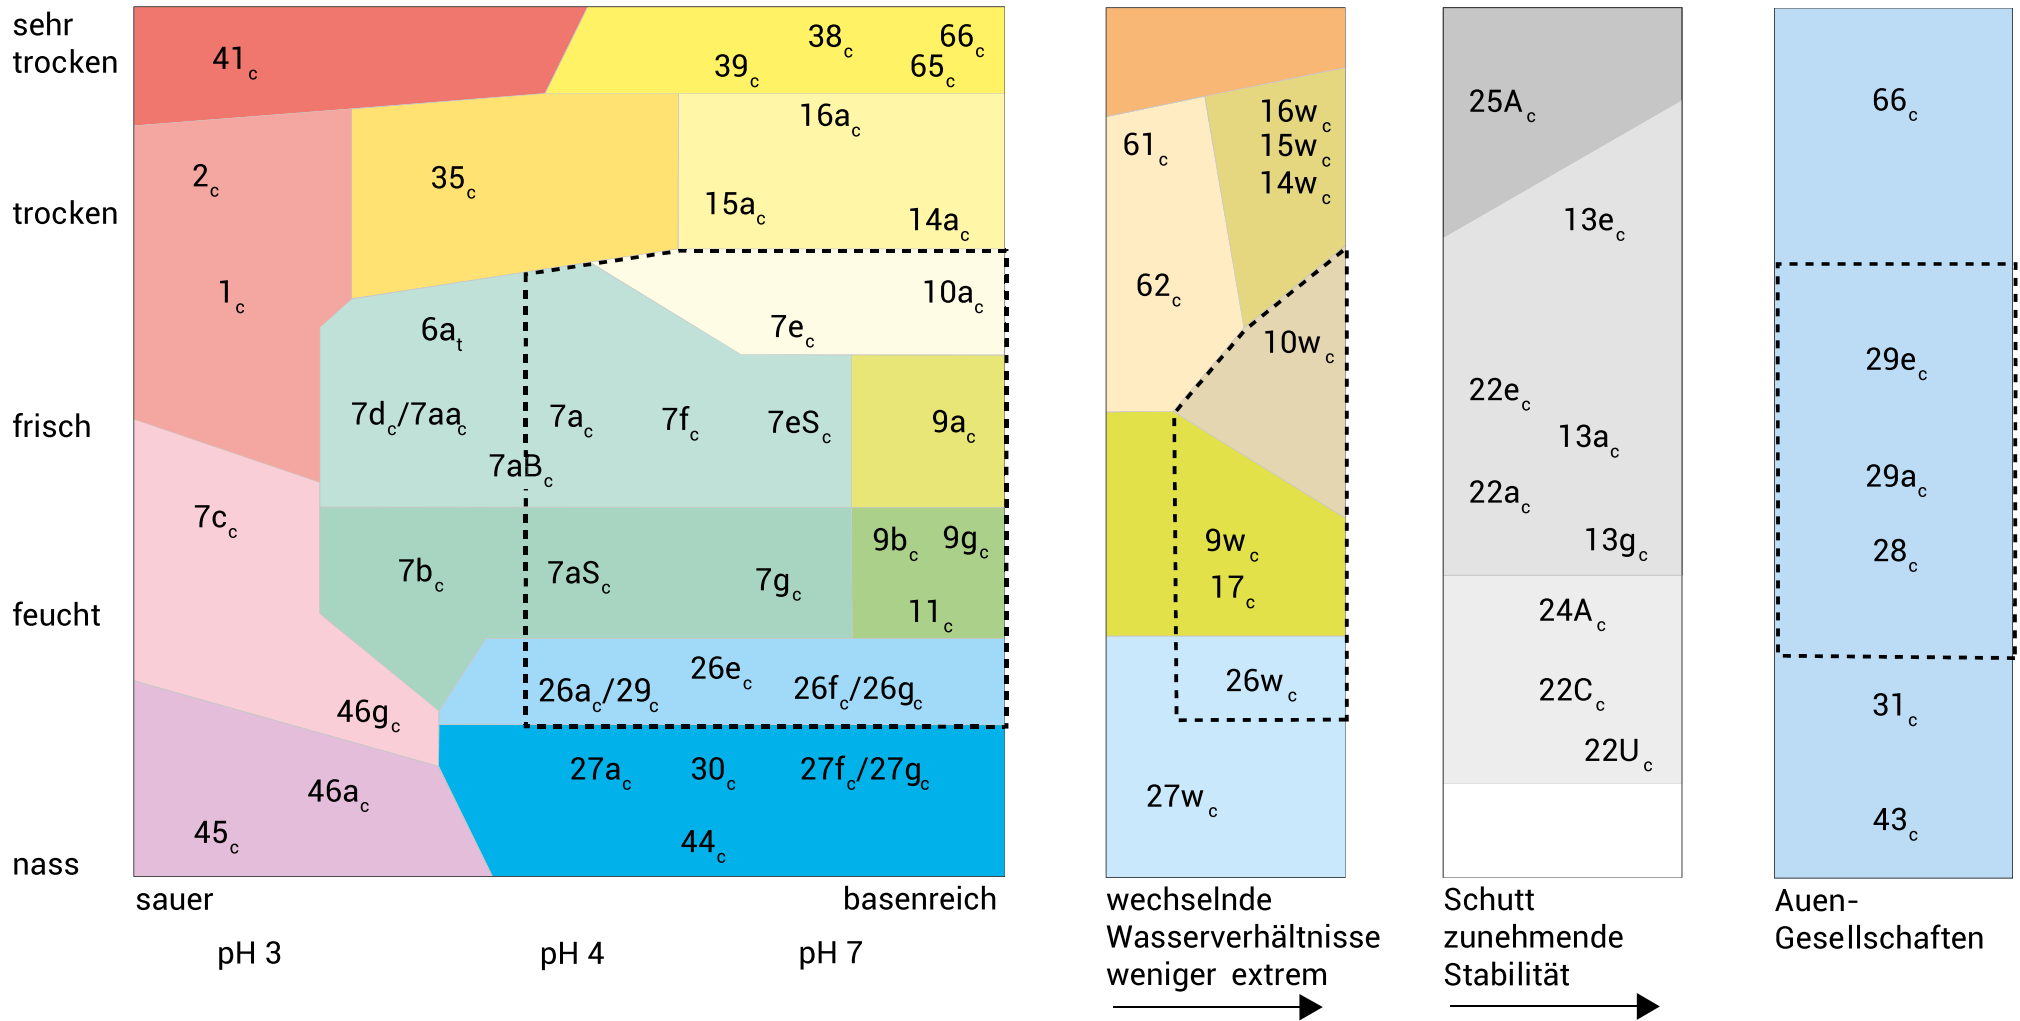 sehr
trocken
trocken
frisch
feucht
nass
41c
38c
66c
39c
65c
16ac
2c
35c
15ac
14ac
1c
10ac
6at
7ec
7dc/7aac
7ac
7fc
7eSc
9ac
7aBc
7cc
9bc
9gc
7bc
7aSc
7gc
11c
26ec
26ac/29c
26fc/26gc
46gc
27ac
30c
27fc/27gc
46ac
45c
44c
sauer
basenreich
pH 3
pH 4
pH 7
16wc
61c
15wc
14wc
62c
10wc
9wc
17c
26wc
27wc
wechselnde
Wasserverhältnisse
weniger extrem
25Ac
13ec
22ec
13ac
22ac
13gc
24Ac
22Cc
22Uc
Schutt
zunehmende
Stabilität
66c
29ec
29ac
28c
31c
43c
Auen-
Gesellschaften